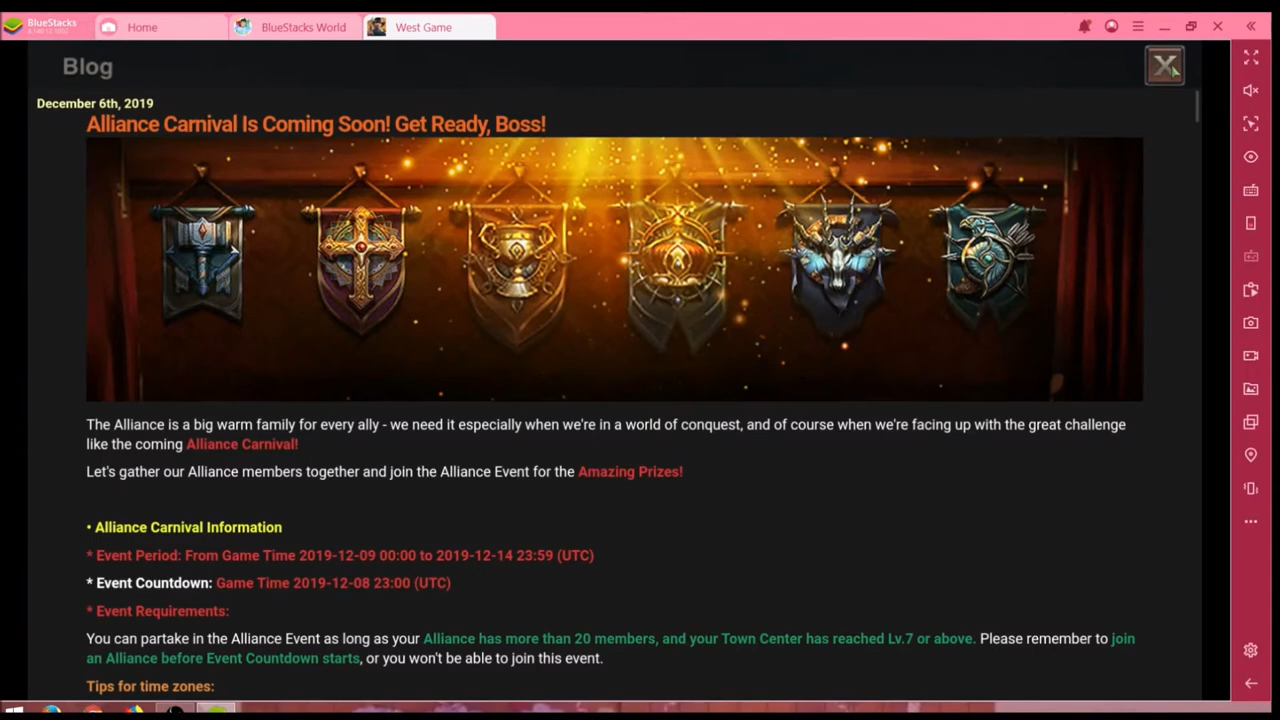 BlueStacks
Home
BlueStacks World
West Game
Blog
X
December 6th, 2019
Alliance Carnival Is Coming Soon! Get Ready, Boss!
The Alliance is a big warm family for every ally - we need it especially when we're in a world of conquest, and of course when we're facing up with the great challenge
like the coming Alliance Carnival!
Let's gather our Alliance members together and join the Alliance Event for the Amazing Prizes!
• Alliance Carnival Information
* Event Period: From Game Time 2019-12-09 00:00 to 2019-12-14 23:59 (UTC)
* Event Countdown: Game Time 2019-12-08 23:00 (UTC)
* Event Requirements:
You can partake in the Alliance Event as long as your Alliance has more than 20 members, and your Town Center has reached Lv.7 or above. Please remember to join
an Alliance before Event Countdown starts, or you won't be able to join this event.
Tips for time zones: